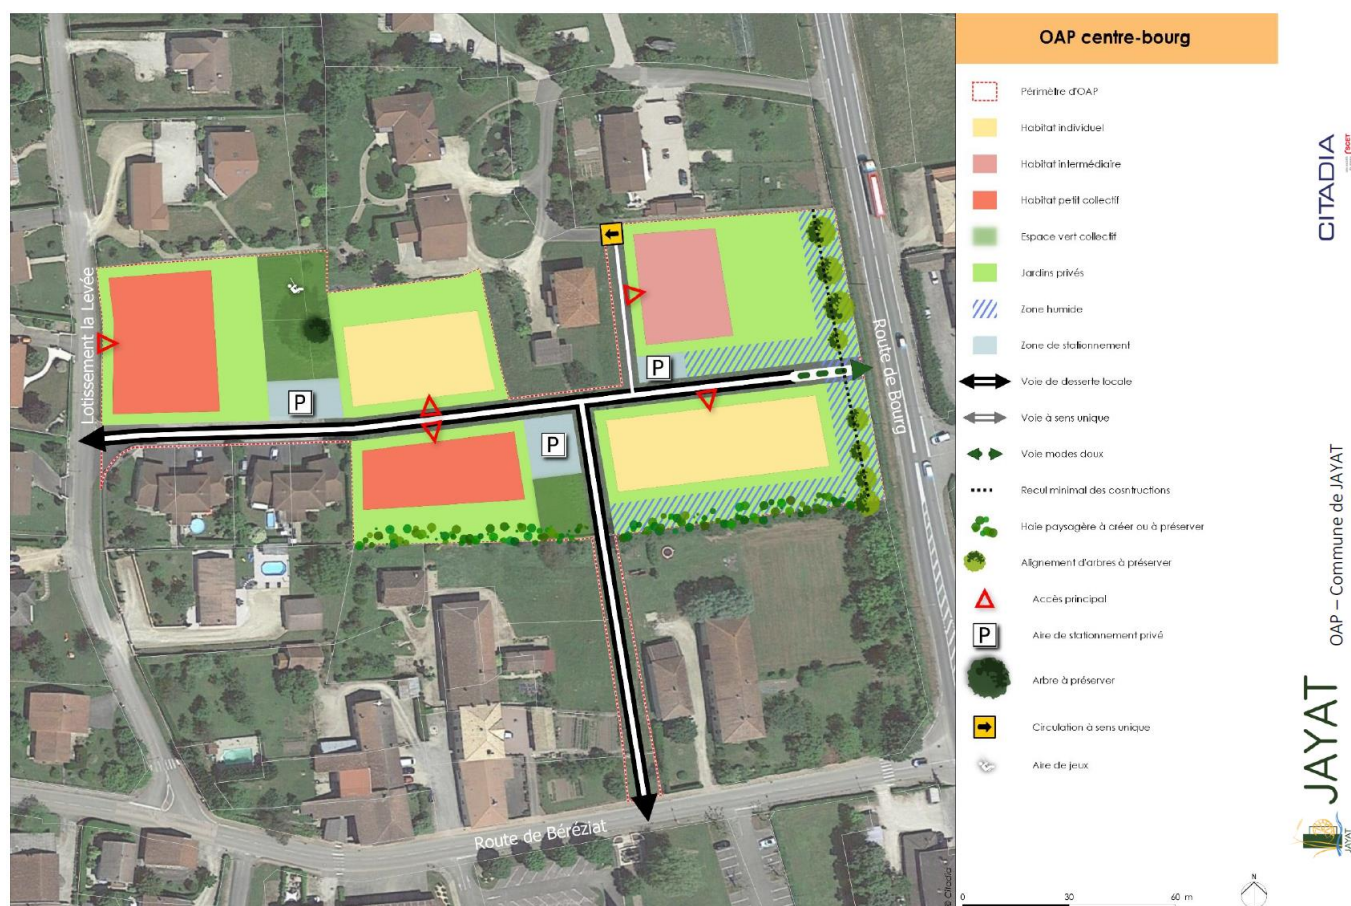 OAP centre-bourg
Périmètre d'OAP
Habitat individuel
Habitat intermédiaire
Habitat petit collectif
Espace vert collectif
Jardins privés
Zone humide
Zone de stationnement
Voie de desserte locale
Voie à sens unique
Voie modes doux
Recul minimal des cosntructions
Haie paysagère à créer ou à préserver
Alignement d'arbres à préserver
Accès principal
P
Aire de stationnement privé
Arbre à préserver
Circulation à sens unique
Aire de jeux
0 30 60 m
N
Lotissement la Levée
Route de Bourg
Route de Béréziat
P
P
P
© Citadia
CITADIA
SCET
OAP – Commune de JAYAT
JAYAT
JAYAT